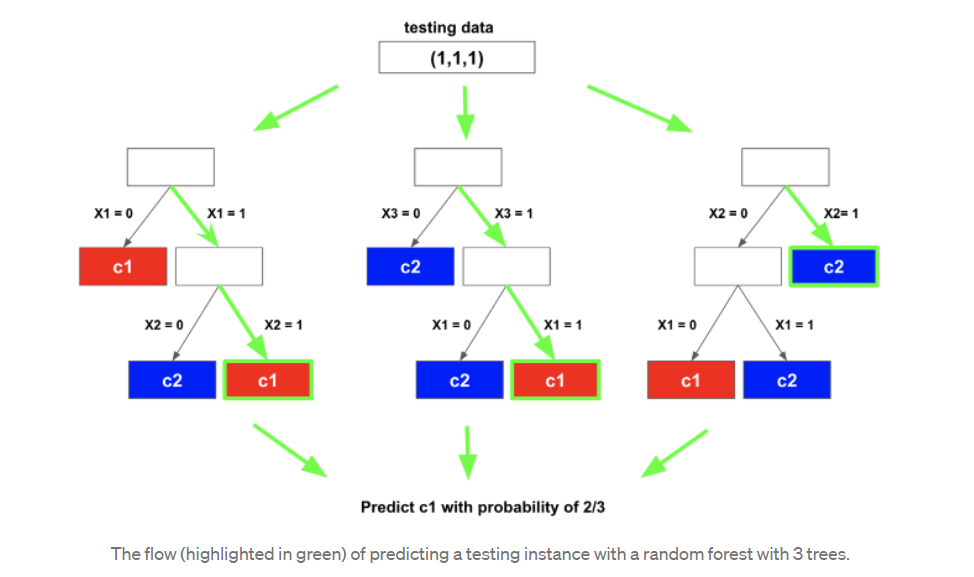 testing data
(1,1,1)
X1 = 0 X1 = 1 X3 = 0 X3 = 1 X2 = 0 X2= 1
c1 c2 c2
X2 = 0 X2 = 1 X1 = 0 X1 = 1 X1 = 0 X1 = 1
c2 c1 c2 c1 c1 c2
Predict c1 with probability of 2/3
The flow (highlighted in green) of predicting a testing instance with a random forest with 3 trees.